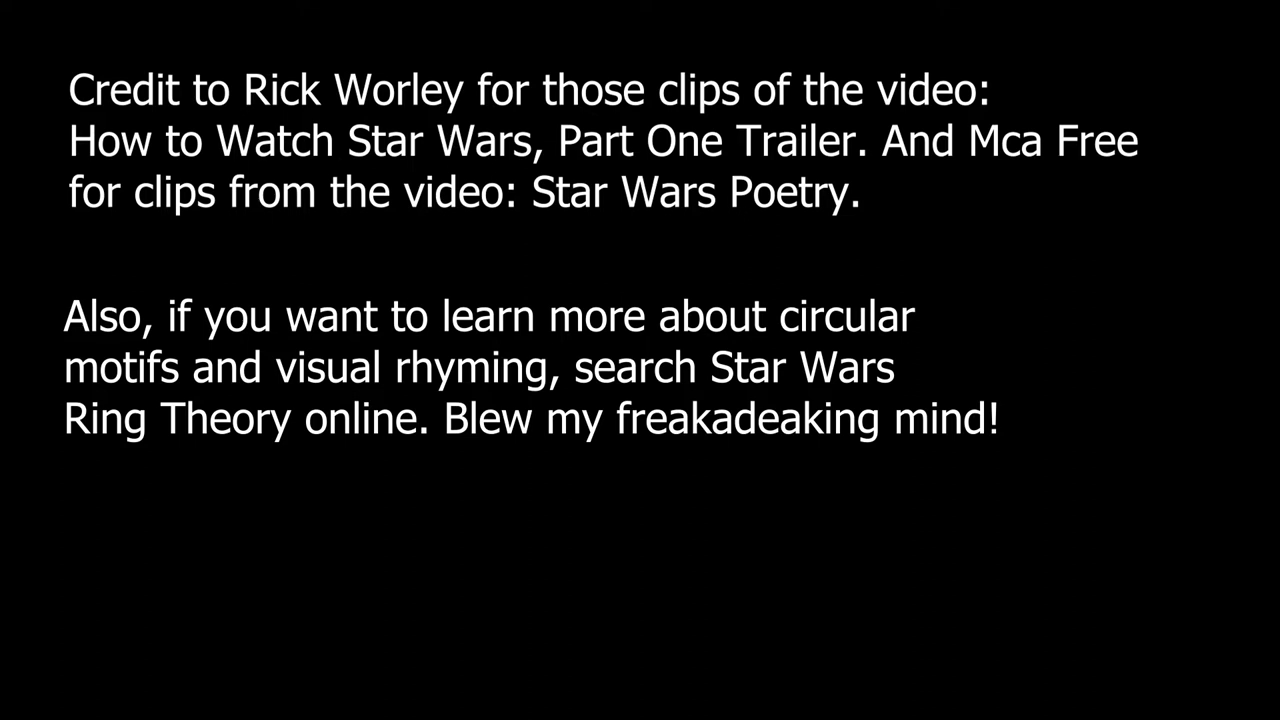 Credit to Rick Worley for those clips of the video:
How to Watch Star Wars, Part One Trailer. And Mca Free
for clips from the video: Star Wars Poetry.
Also, if you want to learn more about circular
motifs and visual rhyming, search Star Wars
Ring Theory online. Blew my freakadeaking mind!